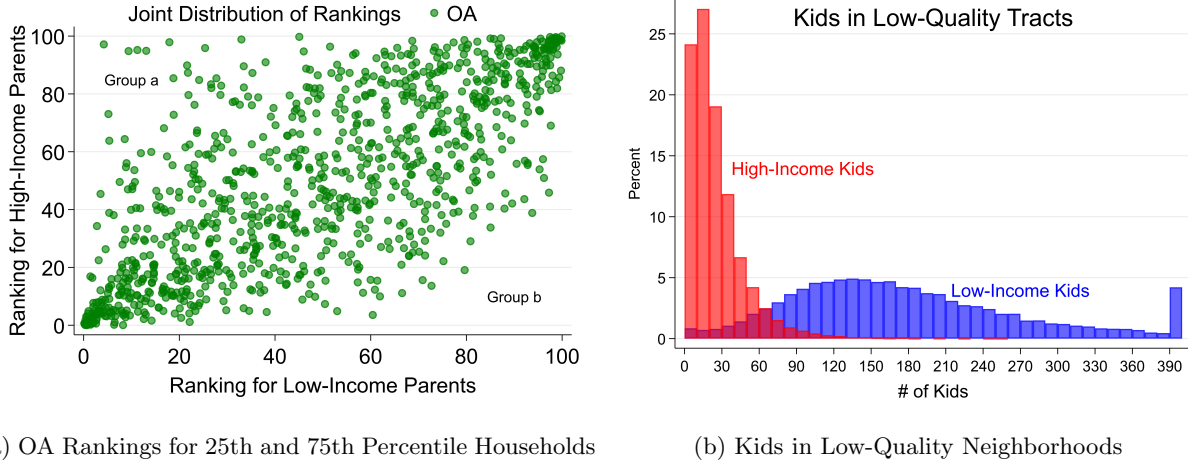 Joint Distribution of Rankings
OA
Ranking for High-Income Parents
100
80
60
40
20
0
Group a
Group b
0 20 40 60 80 100
Ranking for Low-Income Parents
) OA Rankings for 25th and 75th Percentile Households
Kids in Low-Quality Tracts
Percent
25
20
15
10
5
0
High-Income Kids
Low-Income Kids
0 30 60 90 120 150 180 210 240 270 300 330 360 390
# of Kids
(b) Kids in Low-Quality Neighborhoods